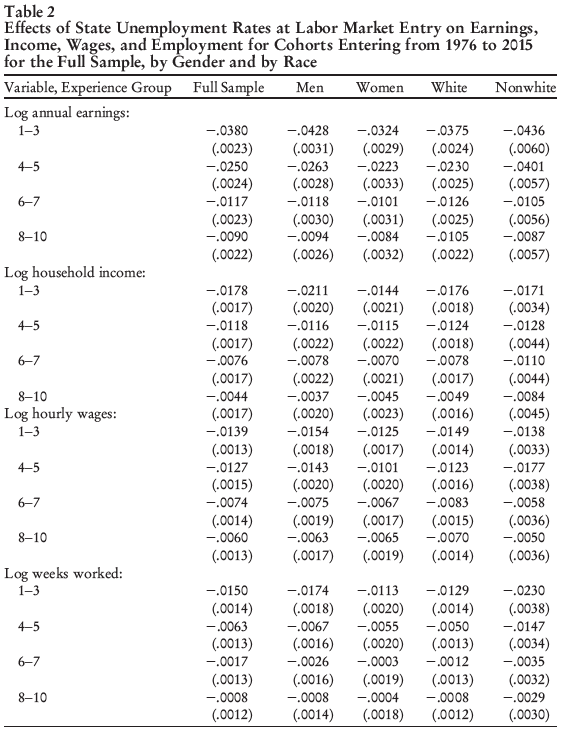 Table 2
Effects of State Unemployment Rates at Labor Market Entry on Earnings,
Income, Wages, and Employment for Cohorts Entering from 1976 to 2015
for the Full Sample, by Gender and by Race
Variable, Experience Group Full Sample Men Women White Nonwhite
Log annual earnings:
1–3 −.0380 −.0428 −.0324 −.0375 −.0436
(.0023) (.0031) (.0029) (.0024) (.0060)
4–5 −.0250 −.0263 −.0223 −.0230 −.0401
(.0024) (.0028) (.0033) (.0025) (.0057)
6–7 −.0117 −.0118 −.0101 −.0126 −.0105
(.0023) (.0030) (.0031) (.0025) (.0056)
8–10 −.0090 −.0094 −.0084 −.0105 −.0087
(.0022) (.0026) (.0032) (.0022) (.0057)
Log household income:
1–3 −.0178 −.0211 −.0144 −.0176 −.0171
(.0017) (.0020) (.0021) (.0018) (.0034)
4–5 −.0118 −.0116 −.0115 −.0124 −.0128
(.0017) (.0022) (.0022) (.0018) (.0044)
6–7 −.0076 −.0078 −.0070 −.0078 −.0110
(.0017) (.0022) (.0021) (.0017) (.0044)
8–10 −.0044 −.0037 −.0045 −.0049 −.0084
Log hourly wages: (.0017) (.0020) (.0023) (.0016) (.0045)
1–3 −.0139 −.0154 −.0125 −.0149 −.0138
(.0013) (.0018) (.0017) (.0014) (.0033)
4–5 −.0127 −.0143 −.0101 −.0123 −.0177
(.0015) (.0020) (.0020) (.0016) (.0038)
6–7 −.0074 −.0075 −.0067 −.0083 −.0058
(.0014) (.0019) (.0017) (.0015) (.0036)
8–10 −.0060 −.0063 −.0065 −.0070 −.0050
(.0013) (.0017) (.0019) (.0014) (.0036)
Log weeks worked:
1–3 −.0150 −.0174 −.0113 −.0129 −.0230
(.0014) (.0018) (.0020) (.0014) (.0038)
4–5 −.0063 −.0067 −.0055 −.0050 −.0147
(.0013) (.0016) (.0020) (.0013) (.0034)
6–7 −.0017 −.0026 −.0003 −.0012 −.0035
(.0013) (.0016) (.0019) (.0013) (.0032)
8–10 −.0008 −.0008 −.0004 −.0008 −.0029
(.0012) (.0014) (.0018) (.0012) (.0030)